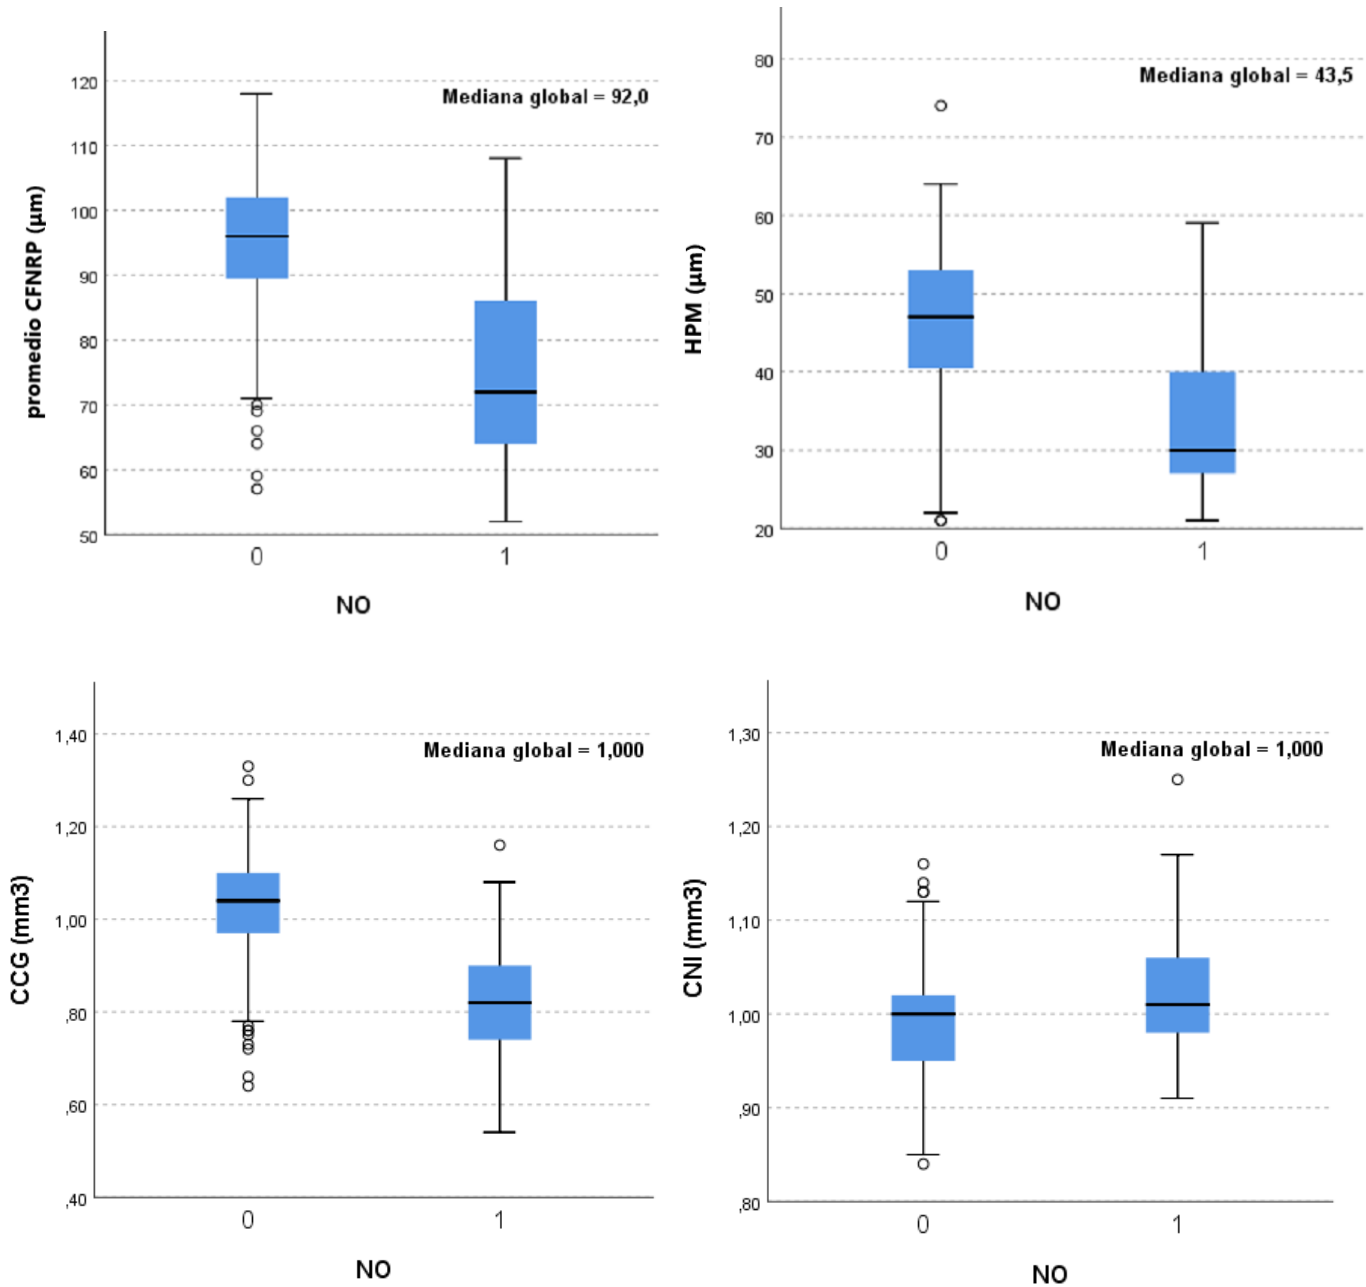 Mediana global = 92,0
promedio CFNRP (µm)
120
110
100
90
80
70
60
50
0 1
NO
Mediana global = 43,5
HPM (µm)
80
70
60
50
40
30
20
0 1
NO
Mediana global = 1,000
CCG (mm3)
1,40
1,20
1,00
,80
,60
,40
0 1
NO
Mediana global = 1,000
CNI (mm3)
1,30
1,20
1,10
1,00
,90
,80
0 1
NO